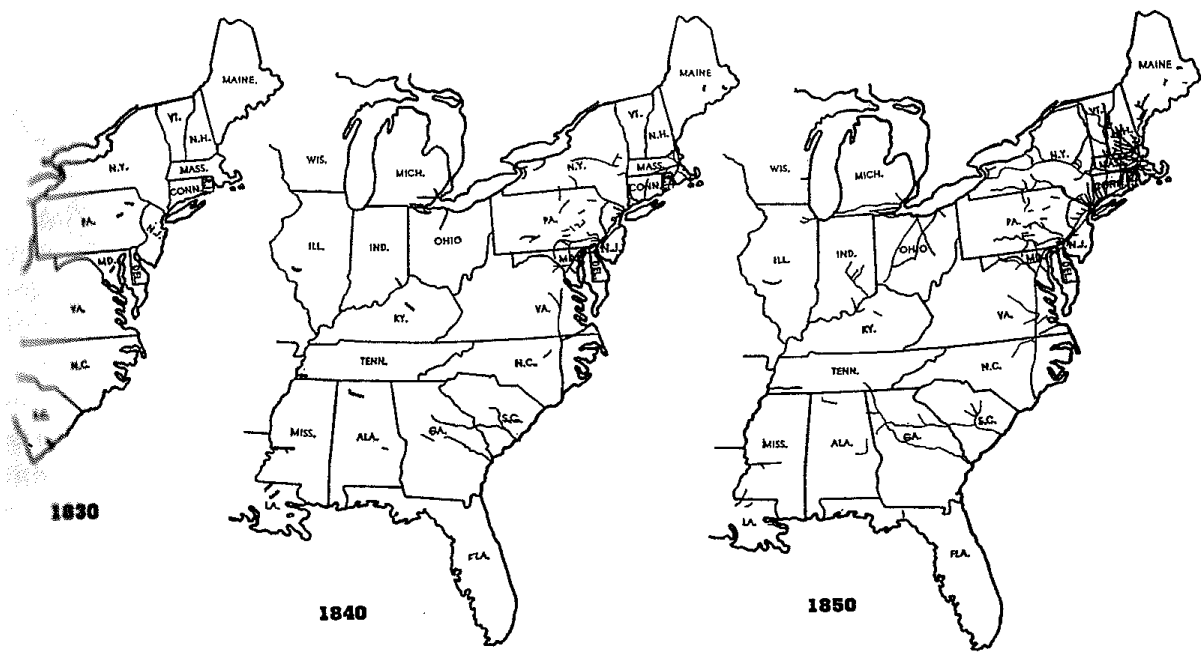 MAINE.
VT.
N.H.
N.Y.
MASS.
CONN.
PA.
N.J.
MD.
DEL.
VA.
N.C.
1830
MAINE
VT.
N.H.
WIS.
MICH.
N.Y.
MASS.
CONN.
PA.
N.J.
ILL.
IND.
OHIO
MD.
DEL.
KY.
VA.
TENN.
N.C.
S.C.
MISS.
ALA.
GA.
LA.
FLA.
1840
MAINE
VT.
N.H.
WIS.
MICH.
N.Y.
PA.
N.J.
ILL.
IND.
OHIO
MD.
DEL.
KY.
VA.
TENN.
N.C.
S.C.
MISS.
ALA.
GA.
LA.
FLA.
1850